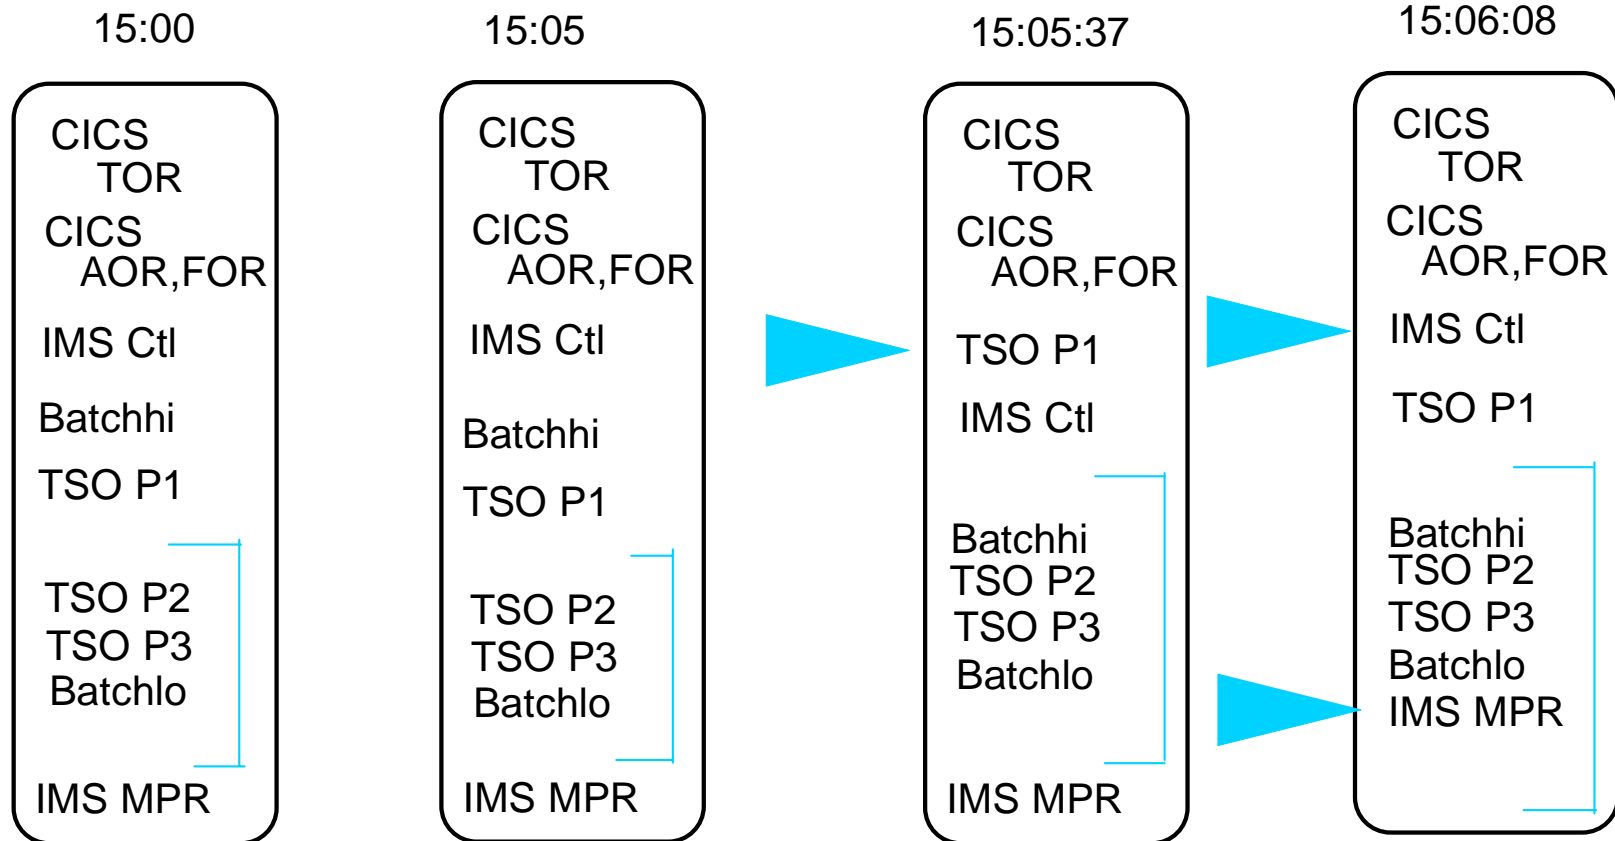 15:00
CICS
TOR
CICS
AOR,FOR
IMS Ctl
Batchhi
TSO P1
TSO P2
TSO P3
Batchlo
IMS MPR
15:05
CICS
TOR
CICS
AOR,FOR
IMS Ctl
Batchhi
TSO P1
TSO P2
TSO P3
Batchlo
IMS MPR
15:05:37
CICS
TOR
CICS
AOR,FOR
TSO P1
IMS Ctl
Batchhi
TSO P2
TSO P3
Batchlo
IMS MPR
15:06:08
CICS
TOR
CICS
AOR,FOR
IMS Ctl
TSO P1
Batchhi
TSO P2
TSO P3
Batchlo
IMS MPR